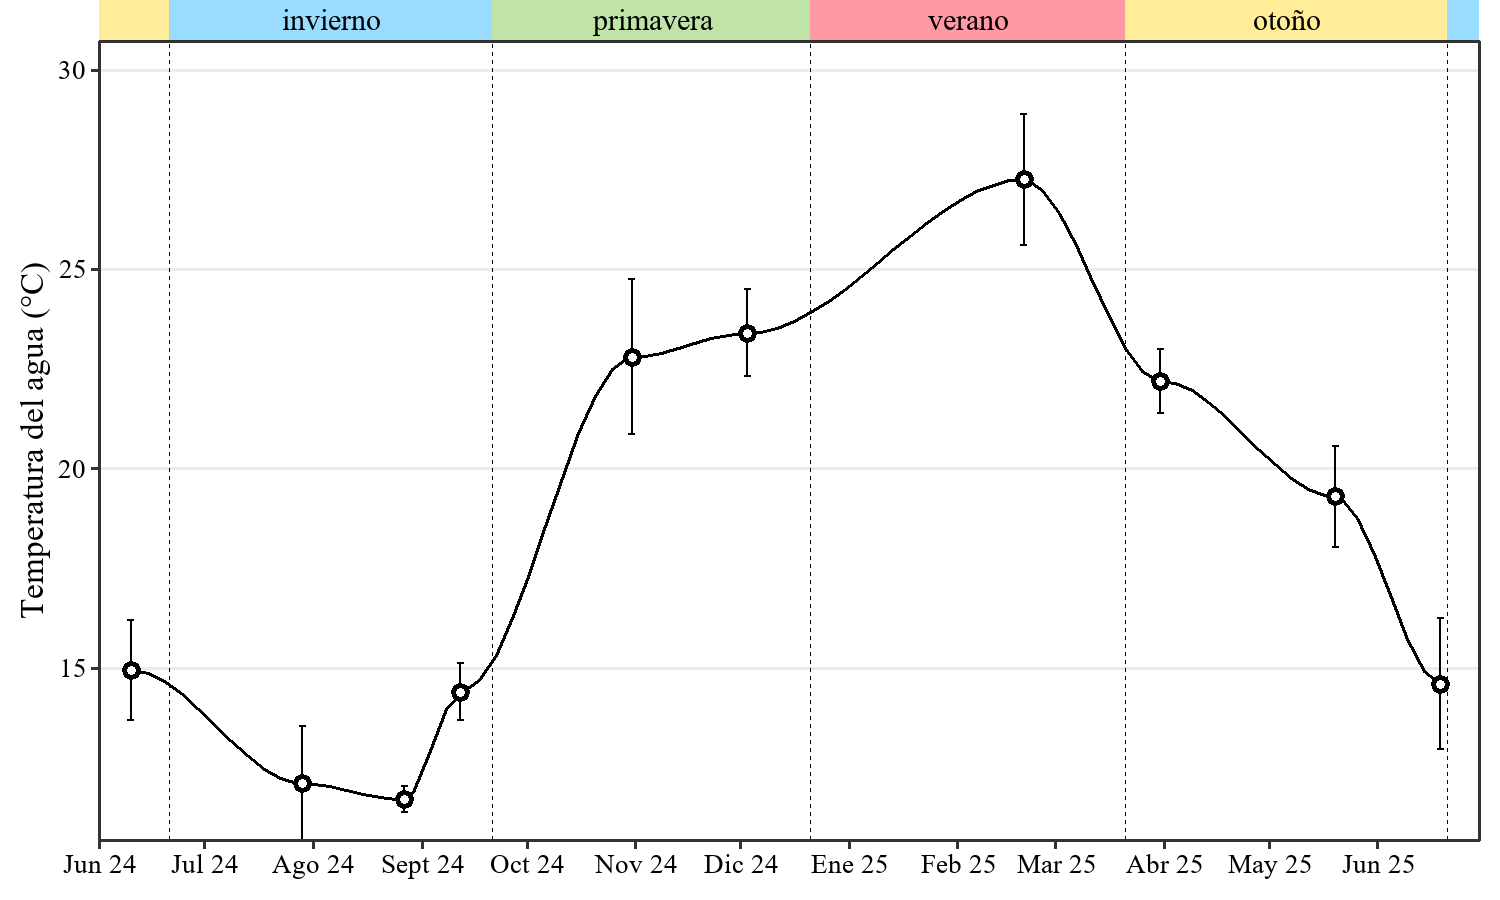 invierno primavera verano otoño
Temperatura del agua (°C)
30
25
20
15
Jun 24 Jul 24 Ago 24 Sept 24 Oct 24 Nov 24 Dic 24 Ene 25 Feb 25 Mar 25 Abr 25 May 25 Jun 25